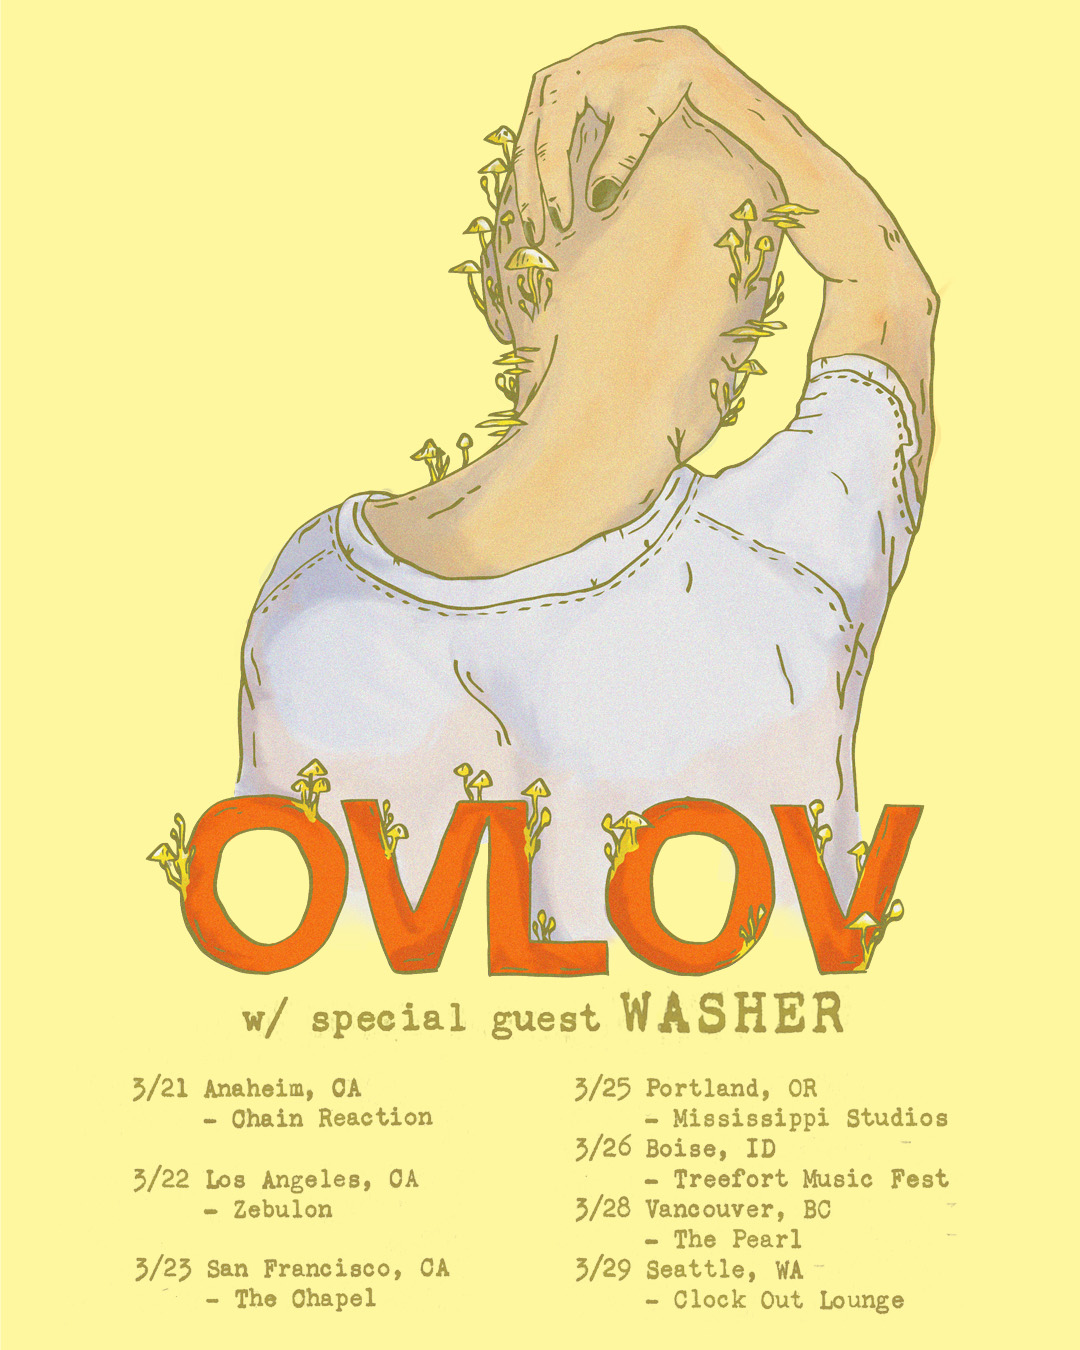 OVLOV
w/ special guest WASHER
3/21 Anaheim, CA
- Chain Reaction
3/22 Los Angeles, CA
- Zebulon
3/23 San Francisco, CA
- The Chapel
3/25 Portland, OR
- Mississippi Studios
3/26 Boise, ID
- Treefort Music Fest
3/28 Vancouver, BC
- The Pearl
3/29 Seattle, WA
- Clock Out Lounge